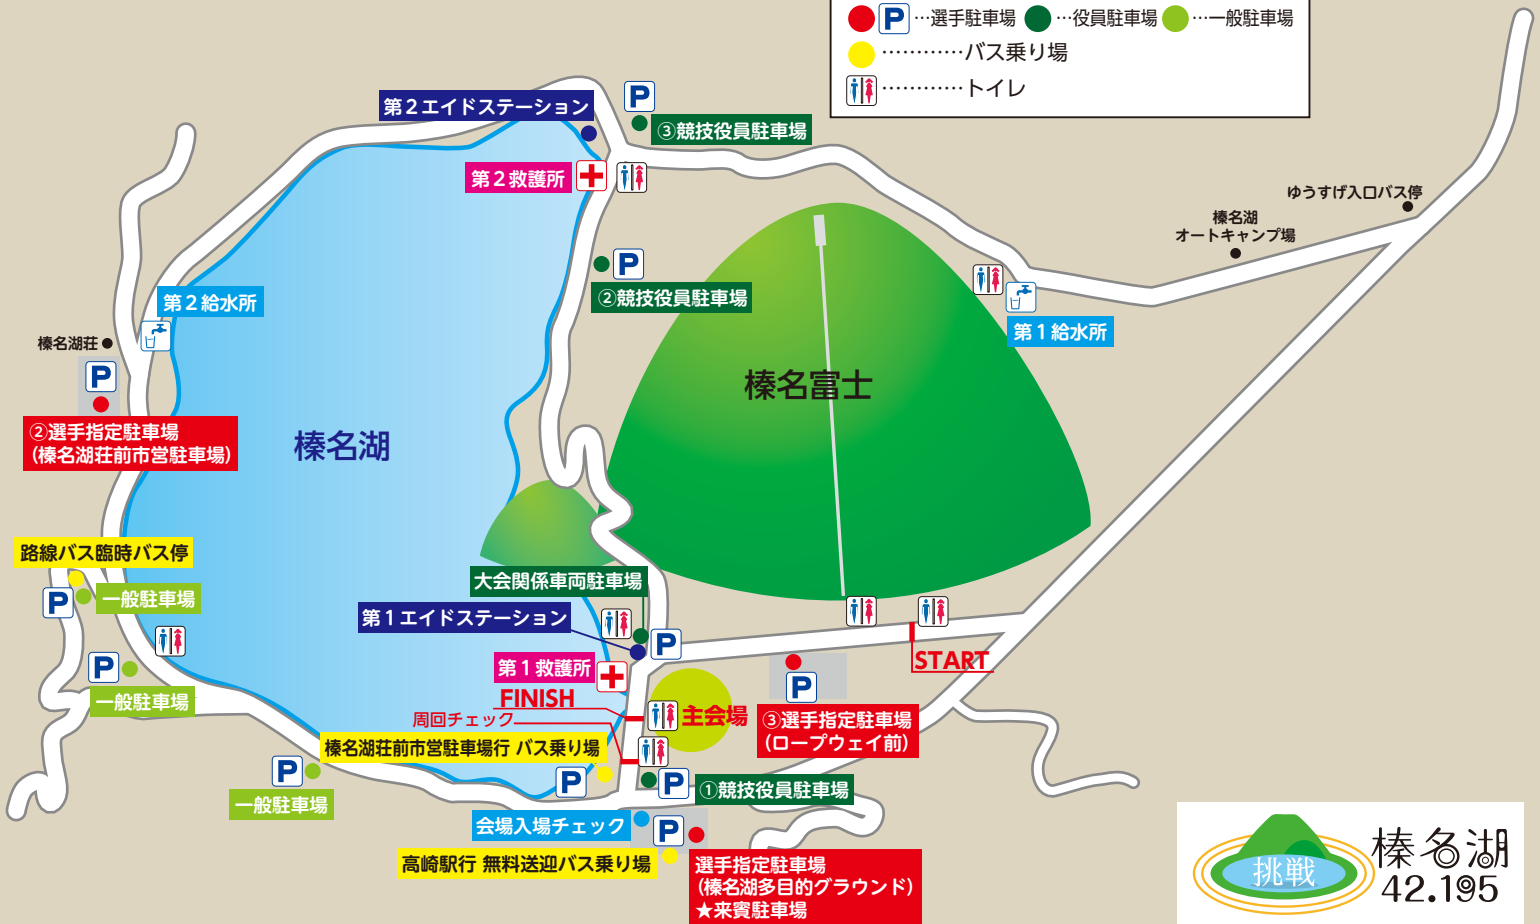 P …選手駐車場 …役員駐車場 …一般駐車場
…………バス乗り場
…………トイレ
第２エイドステーション
P
③競技役員駐車場
第２救護所
ゆうすげ入口バス停
榛名湖
オートキャンプ場
P
②競技役員駐車場
第２給水所
第１給水所
榛名湖荘
P
②選手指定駐車場
(榛名湖荘前市営駐車場)
榛名湖
榛名富士
路線バス臨時バス停
P
一般駐車場
大会関係車両駐車場
第１エイドステーション
P
START
P
一般駐車場
第１救護所
FINISH
周回チェック
主会場
P
③選手指定駐車場
(ロープウェイ前)
榛名湖荘前市営駐車場行 バス乗り場
P
P
一般駐車場
P
①競技役員駐車場
会場入場チェック
P
高崎駅行 無料送迎バス乗り場
選手指定駐車場
(榛名湖多目的グラウンド)
★来賓駐車場
挑戦
榛名湖
42.195